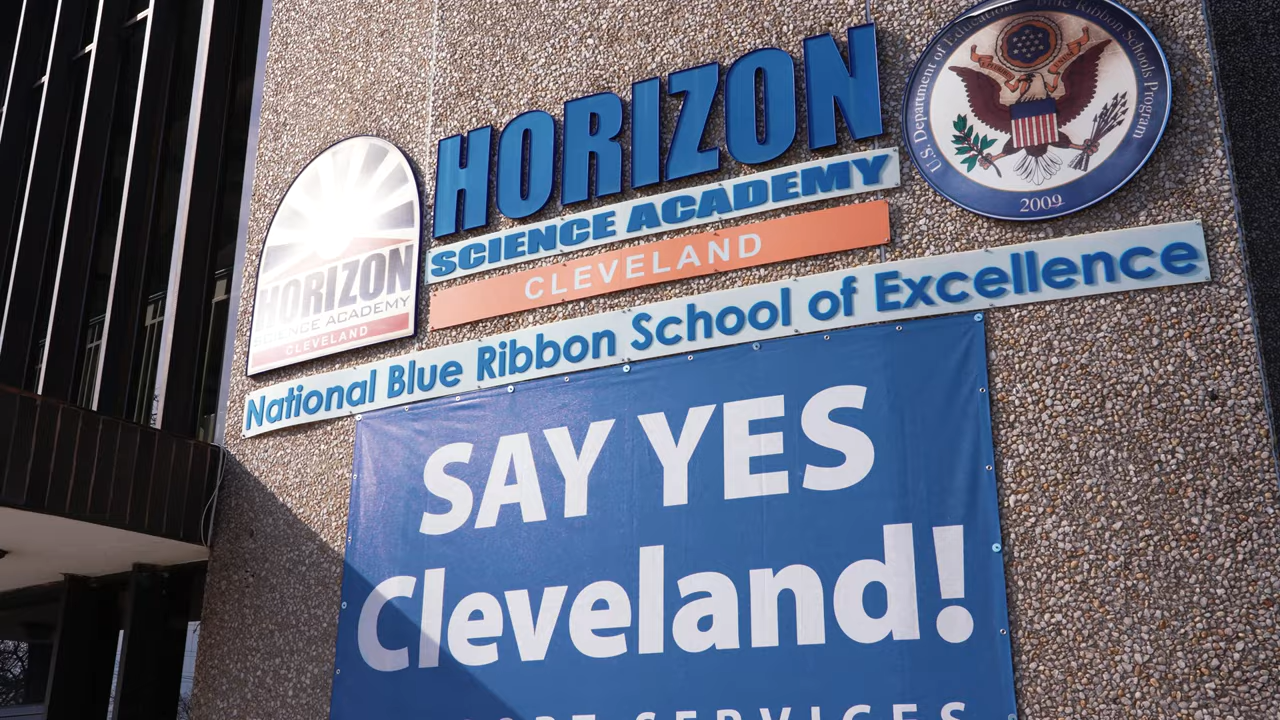 HORIZON
SCIENCE ACADEMY
CLEVELAND
U.S. Department of Education Blue Ribbon Schools Program
2009
HORIZON
SCIENCE ACADEMY
CLEVELAND
National Blue Ribbon School of Excellence
SAY YES
Cleveland!
SERVICES